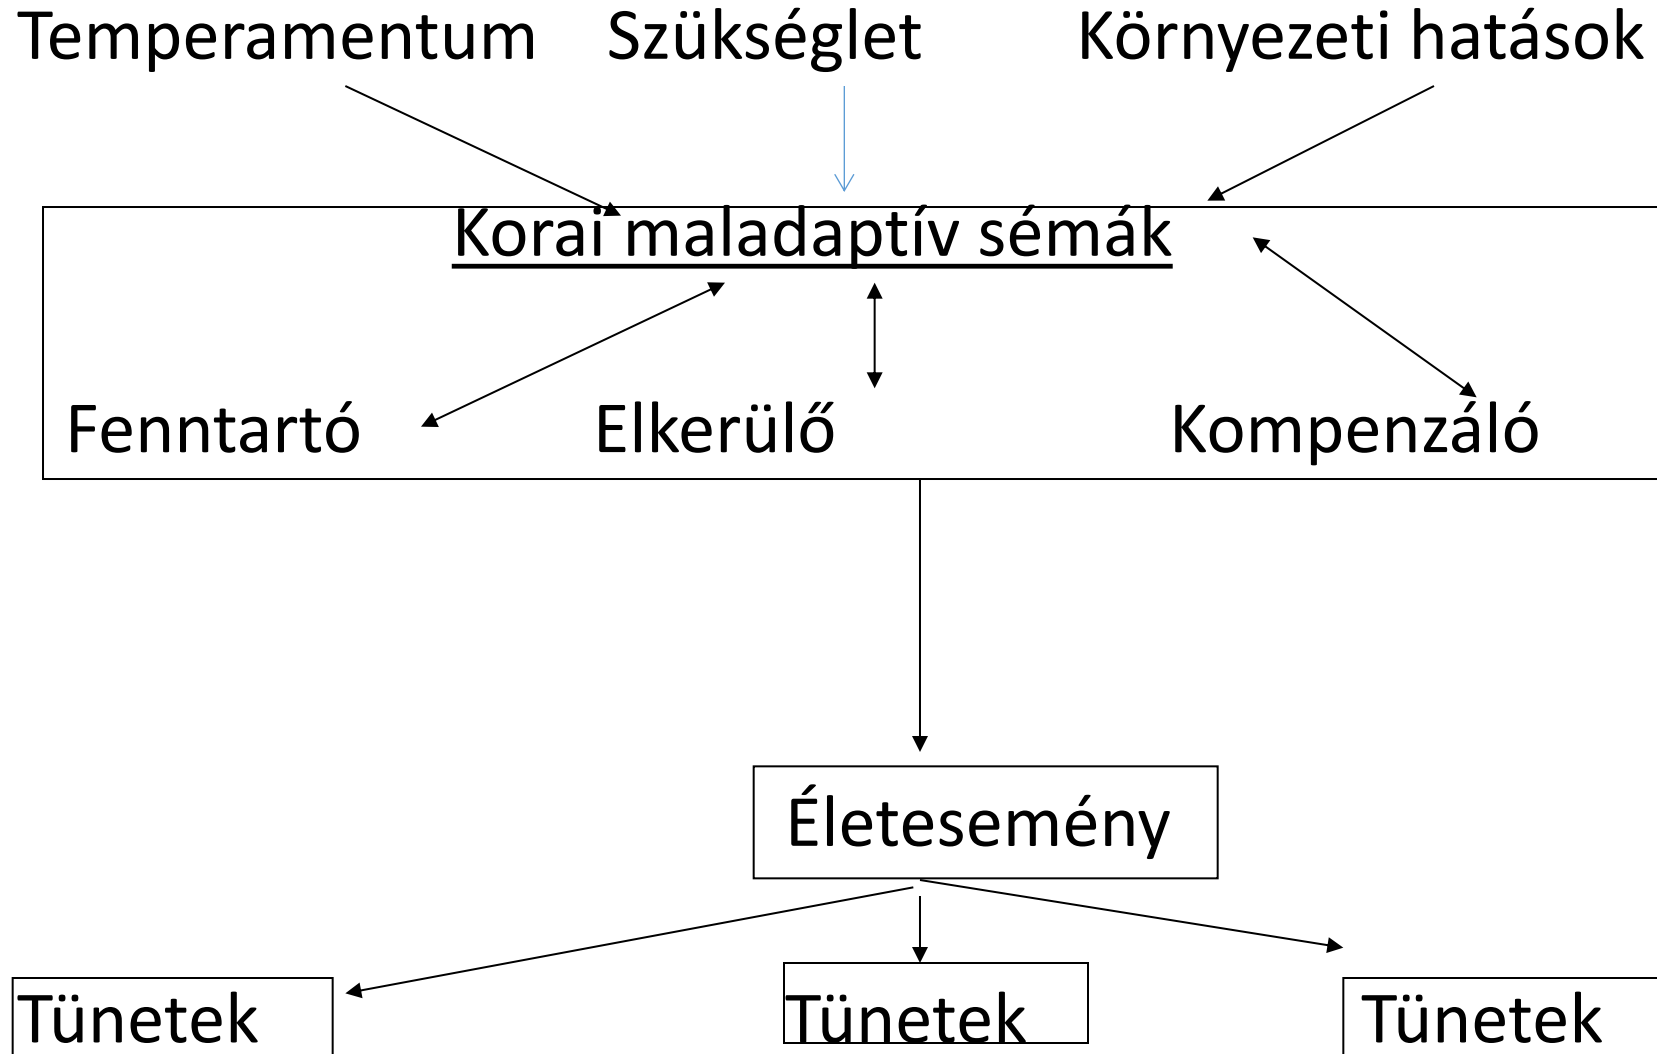 Temperamentum Szükséglet Környezeti hatások
Korai maladaptív sémák
Fenntartó Elkerülő Kompenzáló
Életesemény
Tünetek Tünetek Tünetek